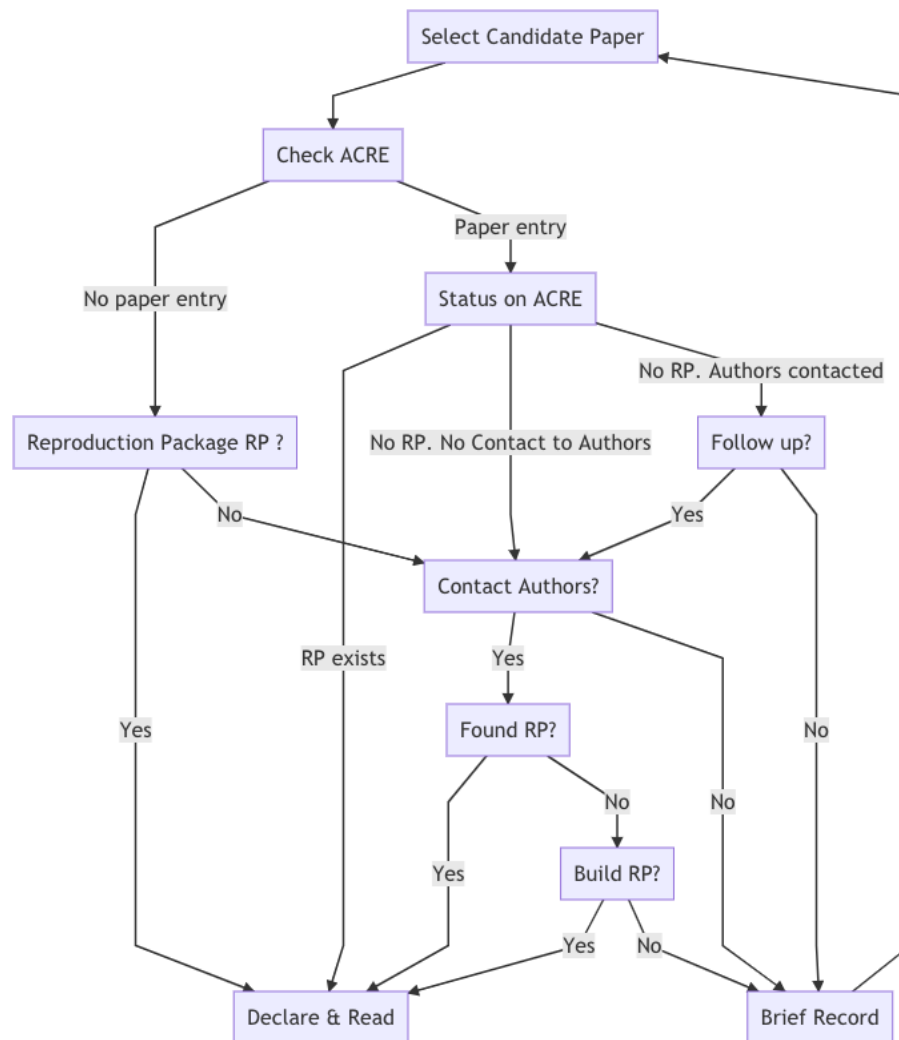 Select Candidate Paper
Check ACRE
Paper entry
No paper entry
Status on ACRE
No RP. Authors contacted
Reproduction Package RP ?
No RP. No Contact to Authors
Follow up?
No
Yes
Contact Authors?
RP exists
Yes
Yes
Found RP?
No
No
No
Yes
Build RP?
Yes
No
Declare & Read
Brief Record